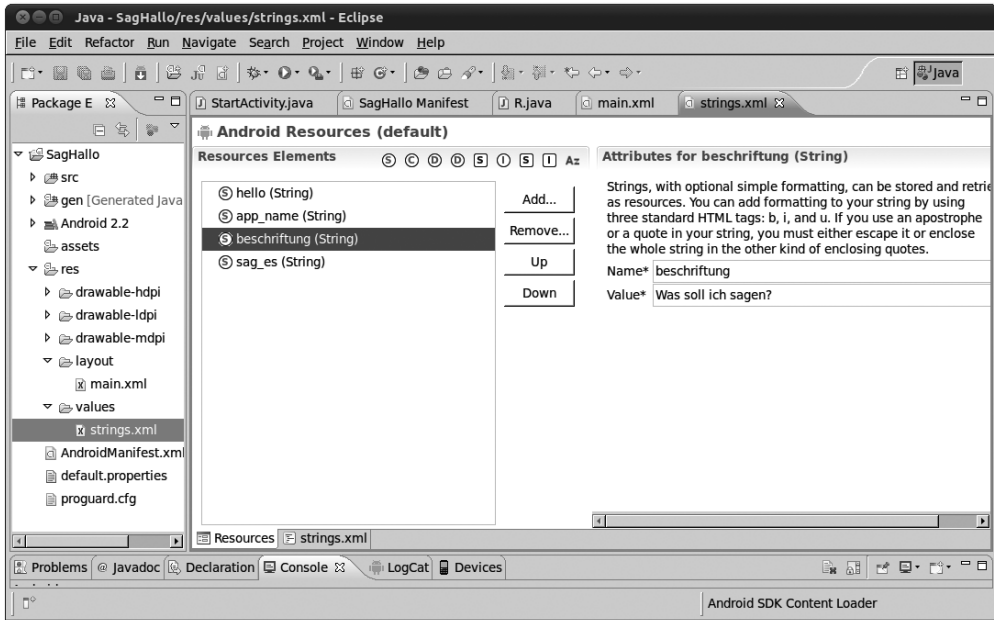 Java - SagHallo/res/values/strings.xml - Eclipse
File Edit Refactor Run Navigate Search Project Window Help
Java
Package E
StartActivity.java
SagHallo Manifest
R.java
main.xml
strings.xml
SagHallo
src
gen [Generated Java
Android 2.2
assets
res
drawable-hdpi
drawable-ldpi
drawable-mdpi
layout
main.xml
values
strings.xml
AndroidManifest.xml
default.properties
proguard.cfg
Android Resources (default)
Resources Elements
S C D D S I S I Az
hello (String)
app_name (String)
beschriftung (String)
sag_es (String)
Add...
Remove...
Up
Down
Attributes for beschriftung (String)
Strings, with optional simple formatting, can be stored and retrie
as resources. You can add formatting to your string by using
three standard HTML tags: b, i, and u. If you use an apostrophe
or a quote in your string, you must either escape it or enclose
the whole string in the other kind of enclosing quotes.
Name* beschriftung
Value* Was soll ich sagen?
Resources
strings.xml
Problems @ Javadoc Declaration Console LogCat Devices
Android SDK Content Loader